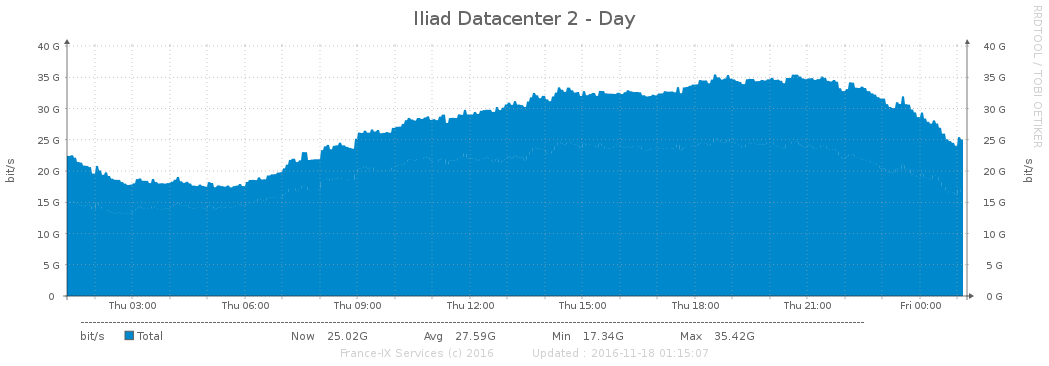 Iliad Datacenter 2 - Day
RRDTOOL / TOBI OETIKER
40 G 40 G
35 G 35 G
30 G 30 G
25 G 25 G
20 G 20 G
15 G 15 G
10 G 10 G
5 G 5 G
0 0 G
bit/s bit/s
Thu 03:00 Thu 06:00 Thu 09:00 Thu 12:00 Thu 15:00 Thu 18:00 Thu 21:00 Fri 00:00
bit/s Total Now 25.02G Avg 27.59G Min 17.34G Max 35.42G
France-IX Services (c) 2016 Updated : 2016-11-18 01:15:07